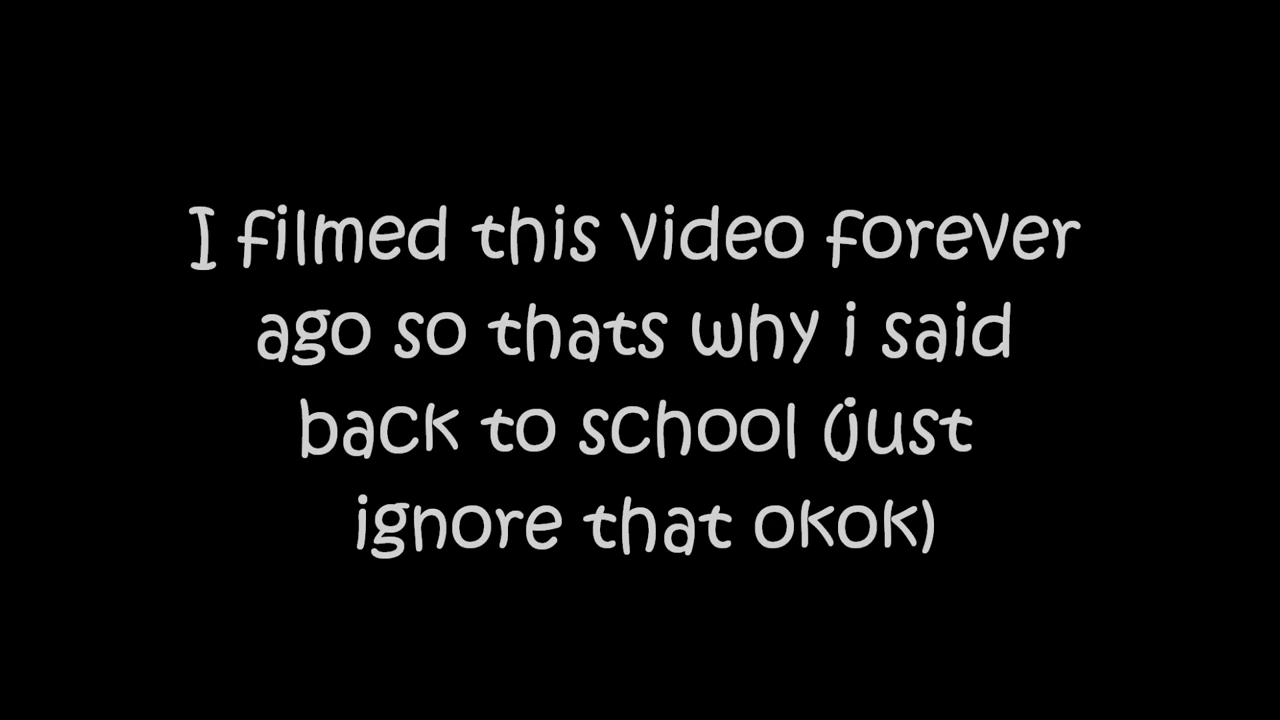 I filmed this video forever
ago so thats why i said
back to school (just
ignore that okok)